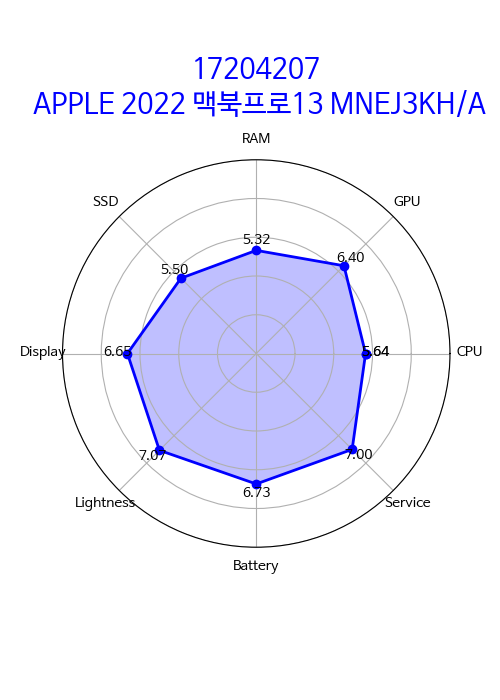 17204207
APPLE 2022 맥북프로13 MNEJ3KH/A
RAM
SSD
GPU
5.32
6.40
5.50
Display
6.65
5.64
CPU
7.07
7.00
6.73
Lightness
Service
Battery